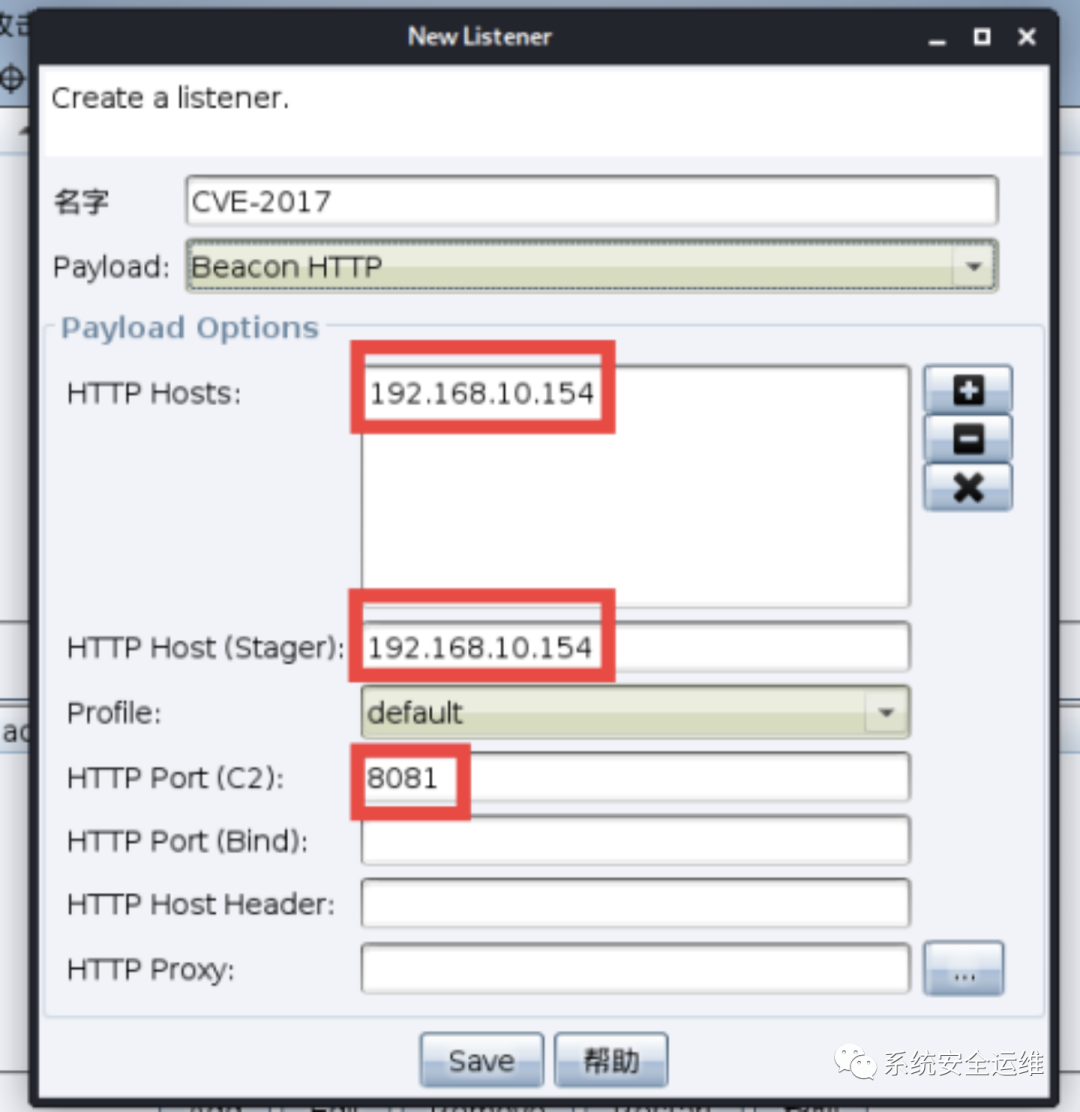 攻击
New Listener
Create a listener.
名字 CVE-2017
Payload: Beacon HTTP
Payload Options
HTTP Hosts: 192.168.10.154
HTTP Host (Stager): 192.168.10.154
Profile: default
HTTP Port (C2): 8081
HTTP Port (Bind):
HTTP Host Header:
HTTP Proxy: ...
Save 帮助
系统安全运维